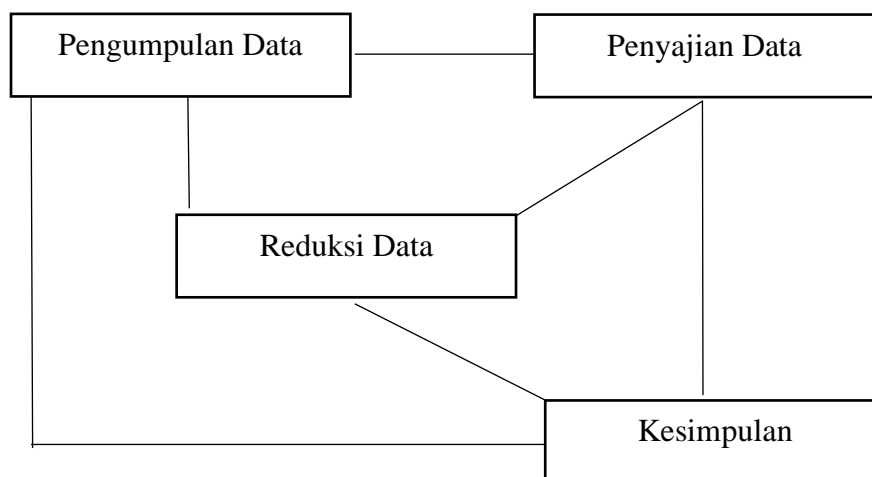 Pengumpulan Data
Penyajian Data
Reduksi Data
Kesimpulan